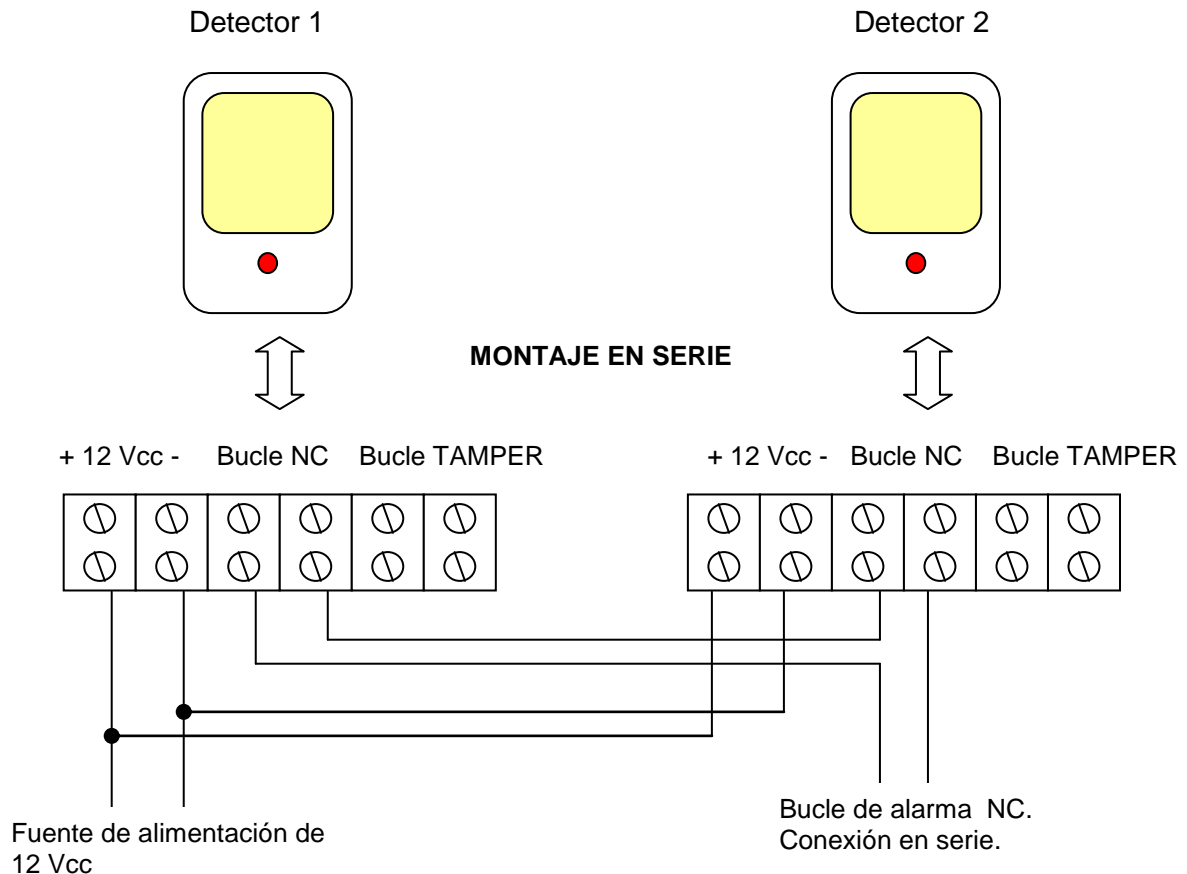 Detector 1
Detector 2
MONTAJE EN SERIE
+ 12 Vcc - Bucle NC Bucle TAMPER
+ 12 Vcc - Bucle NC Bucle TAMPER
Fuente de alimentación de
12 Vcc
Bucle de alarma NC.
Conexión en serie.